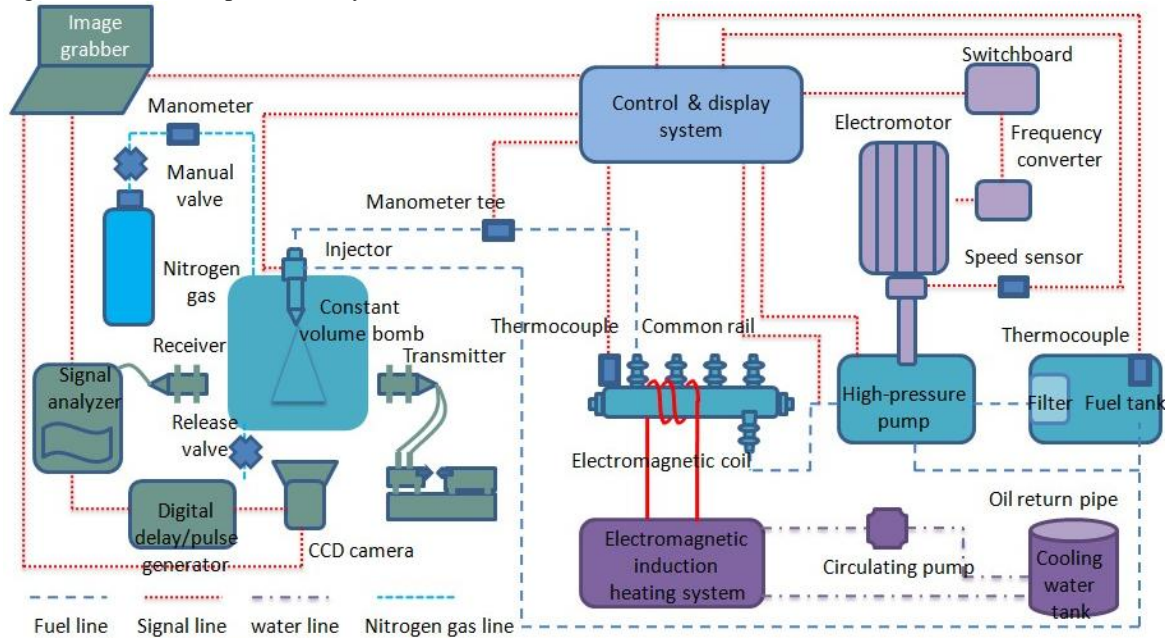 Image
grabber
Manometer
Manual
valve
Nitrogen
gas
Control & display
system
Switchboard
Electromotor
Frequency
converter
Manometer tee
Injector
Speed sensor
Constant
volume bomb
Thermocouple
Common rail
Thermocouple
Receiver
Transmitter
Signal
analyzer
High-pressure
pump
Filter
Fuel tank
Release
valve
Electromagnetic coil
Digital
delay/pulse
generator
CCD camera
Oil return pipe
Electromagnetic
induction
heating system
Circulating pump
Cooling
water
tank
Fuel line
Signal line
water line
Nitrogen gas line